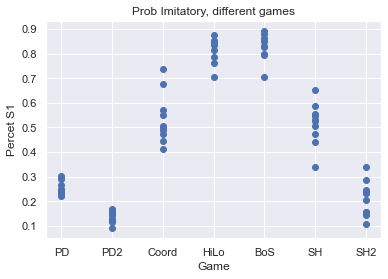 Prob Imitatory, different games
0.9
0.8
0.7
0.6
0.5
0.4
0.3
0.2
0.1
Percet S1
PD PD2 Coord HiLo BoS SH SH2
Game